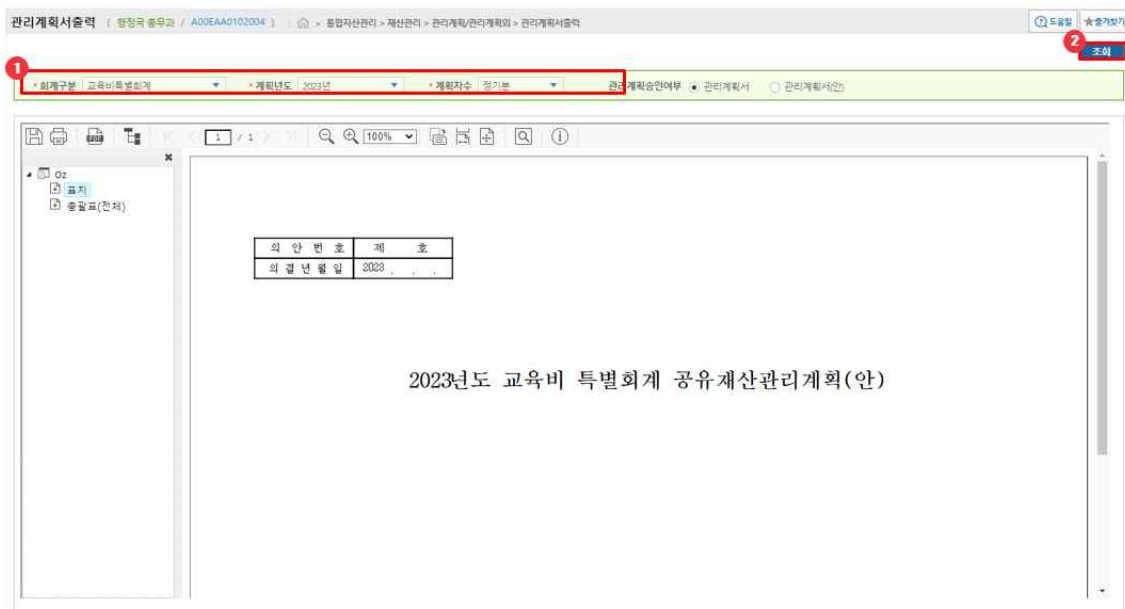 관리계획서출력 ( 행정국 총무과 / A00EAA0102004 ) > 통합자산관리 > 재산관리 > 관리계획/관리계획외 > 관리계획서출력 도움말 즐겨찾기
2
조회
1
* 회계구분 교육비특별회계 * 계획년도 2023년 * 계획차수 정기분 관리계획승인여부 관리계획서 관리계획서(안)
1 / 1 100%
Oz
표지
총괄표(전체)
의 안 번 호 제 호
의 결 년 월 일 2023 . . .
2023년도 교육비 특별회계 공유재산관리계획(안)